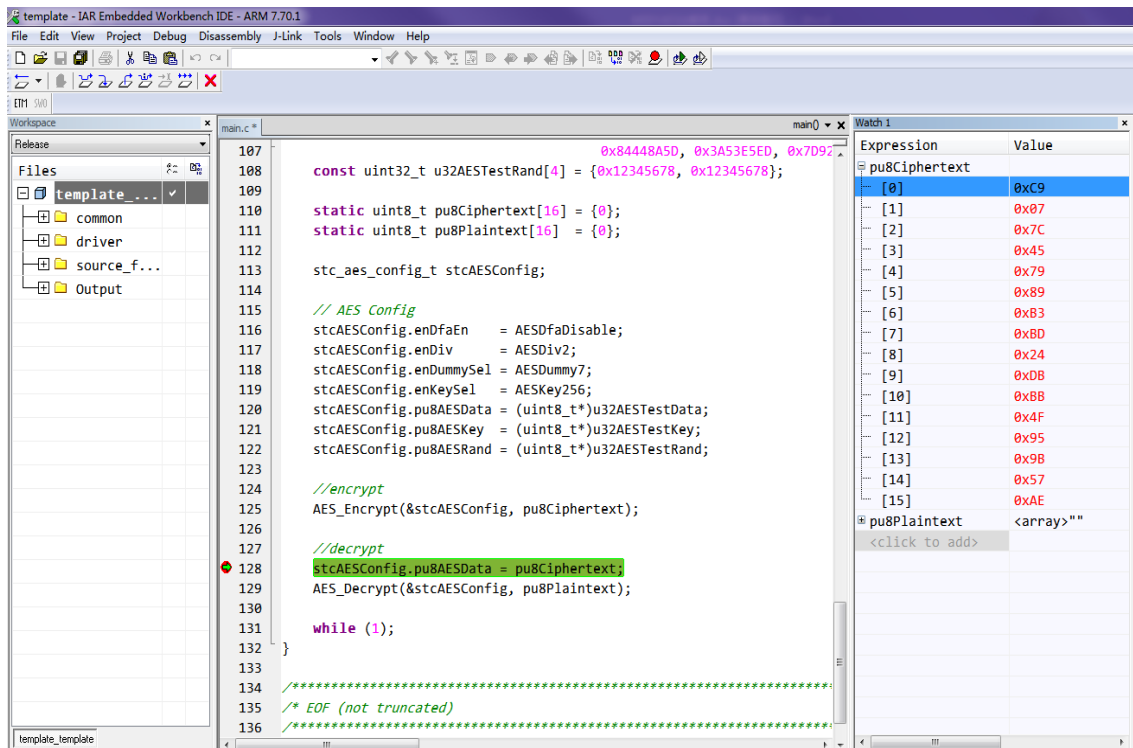 template - IAR Embedded Workbench IDE - ARM 7.70.1
File Edit View Project Debug Disassembly J-Link Tools Window Help
ETM SWO
Workspace
Release
Files
template_...
common
driver
source_f...
Output
template_template
main.c *
main()
107 0x84448A5D, 0x3A53E5ED, 0x7D92
108 const uint32_t u32AESTestRand[4] = {0x12345678, 0x12345678};
109
110 static uint8_t pu8Ciphertext[16] = {0};
111 static uint8_t pu8Plaintext[16] = {0};
112
113 stc_aes_config_t stcAESConfig;
114
115 // AES Config
116 stcAESConfig.enDfaEn = AESDfaDisable;
117 stcAESConfig.enDiv = AESDiv2;
118 stcAESConfig.enDummySel = AESDummy7;
119 stcAESConfig.enKeySel = AESKey256;
120 stcAESConfig.pu8AESData = (uint8_t*)u32AESTestData;
121 stcAESConfig.pu8AESKey = (uint8_t*)u32AESTestKey;
122 stcAESConfig.pu8AESRand = (uint8_t*)u32AESTestRand;
123
124 //encrypt
125 AES_Encrypt(&stcAESConfig, pu8Ciphertext);
126
127 //decrypt
128 stcAESConfig.pu8AESData = pu8Ciphertext;
129 AES_Decrypt(&stcAESConfig, pu8Plaintext);
130
131 while (1);
132 }
133
134 /**********************************************************************
135 /* EOF (not truncated)
136 /**********************************************************************
Watch 1
Expression Value
pu8Ciphertext
[0] 0xC9
[1] 0x07
[2] 0x7C
[3] 0x45
[4] 0x79
[5] 0x89
[6] 0xB3
[7] 0xBD
[8] 0x24
[9] 0xDB
[10] 0xBB
[11] 0x4F
[12] 0x95
[13] 0x9B
[14] 0x57
[15] 0xAE
pu8Plaintext <array>""
<click to add>